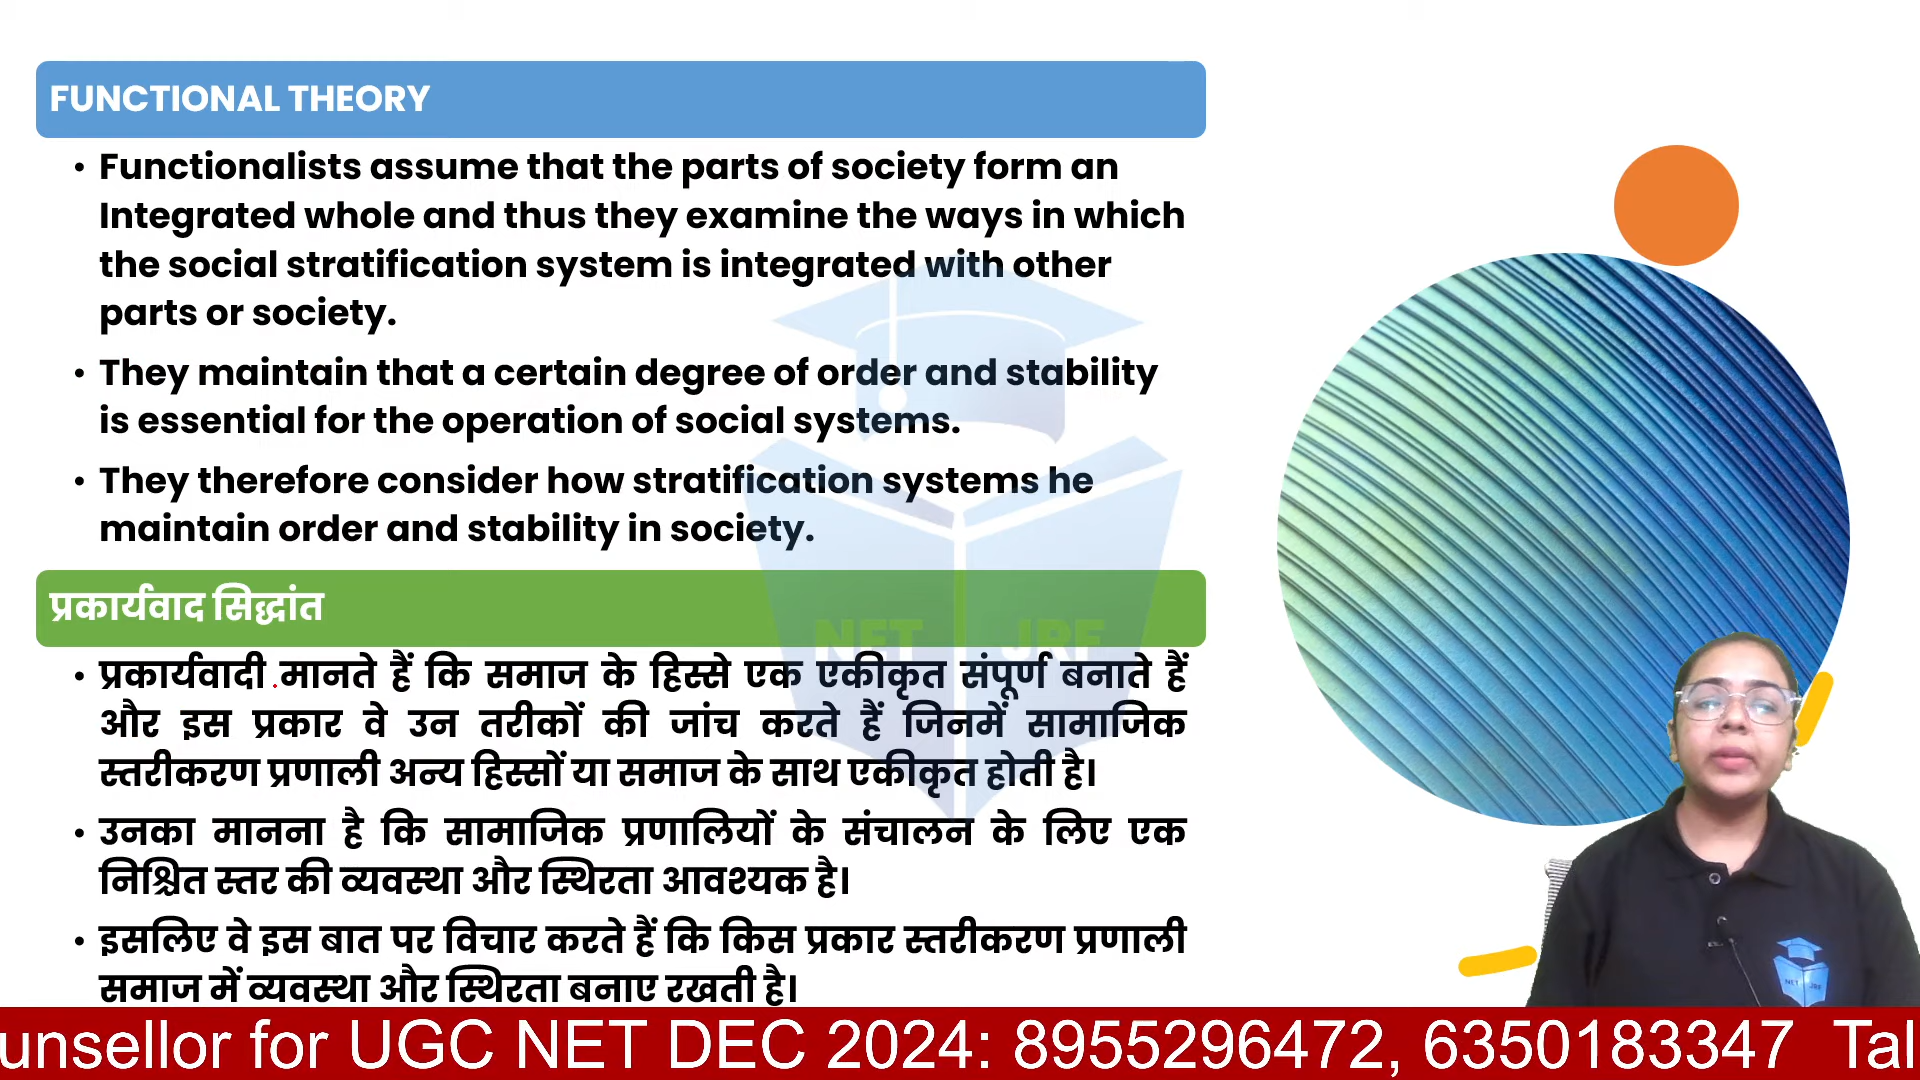 FUNCTIONAL THEORY
• Functionalists assume that the parts of society form an
Integrated whole and thus they examine the ways in which
the social stratification system is integrated with other
parts or society.
• They maintain that a certain degree of order and stability
is essential for the operation of social systems.
• They therefore consider how stratification systems he
maintain order and stability in society.
प्रकार्यवाद सिद्धांत
NET JRF
• प्रकार्यवादी मानते हैं कि समाज के हिस्से एक एकीकृत संपूर्ण बनाते हैं
और इस प्रकार वे उन तरीकों की जांच करते हैं जिनमें सामाजिक
स्तरीकरण प्रणाली अन्य हिस्सों या समाज के साथ एकीकृत होती है।
• उनका मानना है कि सामाजिक प्रणालियों के संचालन के लिए एक
निश्चित स्तर की व्यवस्था और स्थिरता आवश्यक है।
• इसलिए वे इस बात पर विचार करते हैं कि किस प्रकार स्तरीकरण प्रणाली
समाज में व्यवस्था और स्थिरता बनाए रखती है।
NET JRF
unsellor for UGC NET DEC 2024: 8955296472, 6350183347 Tal